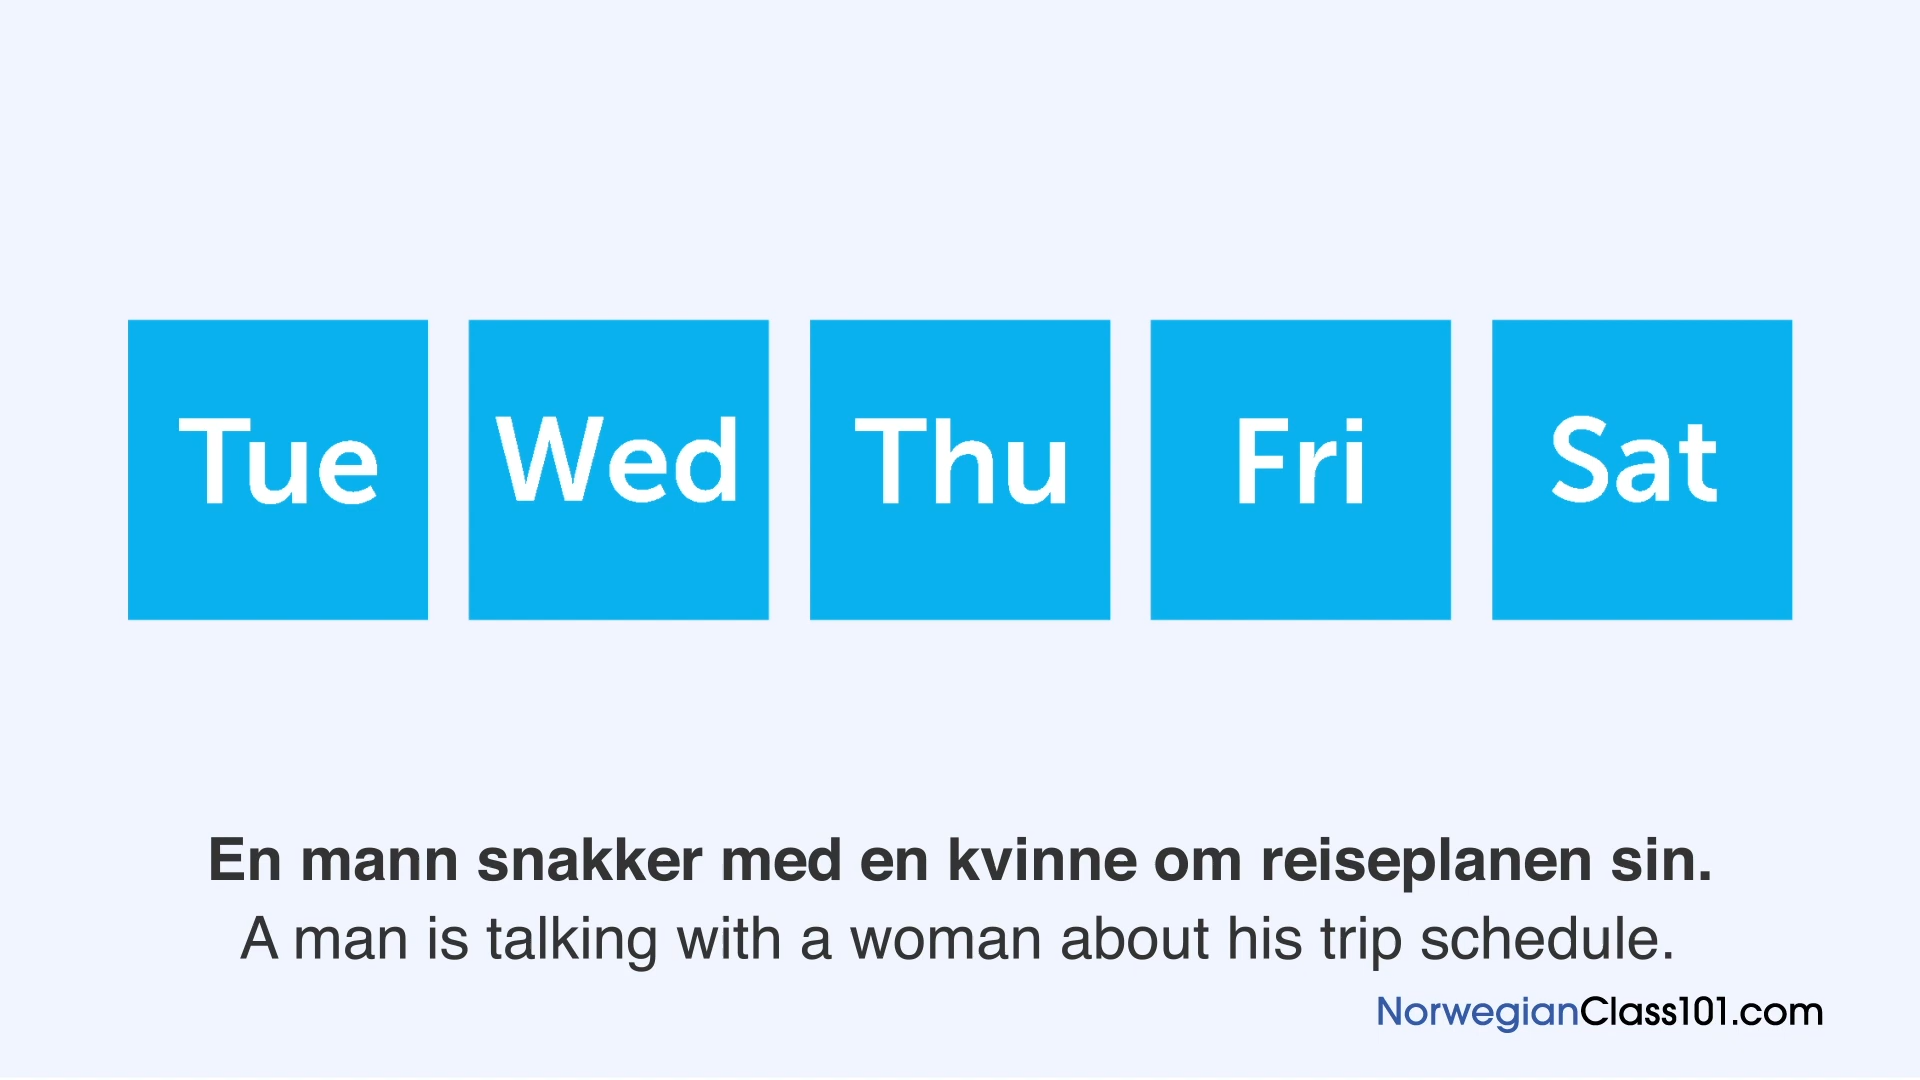 Tue Wed Thu Fri Sat
En mann snakker med en kvinne om reiseplanen sin.
A man is talking with a woman about his trip schedule.
NorwegianClass101.com